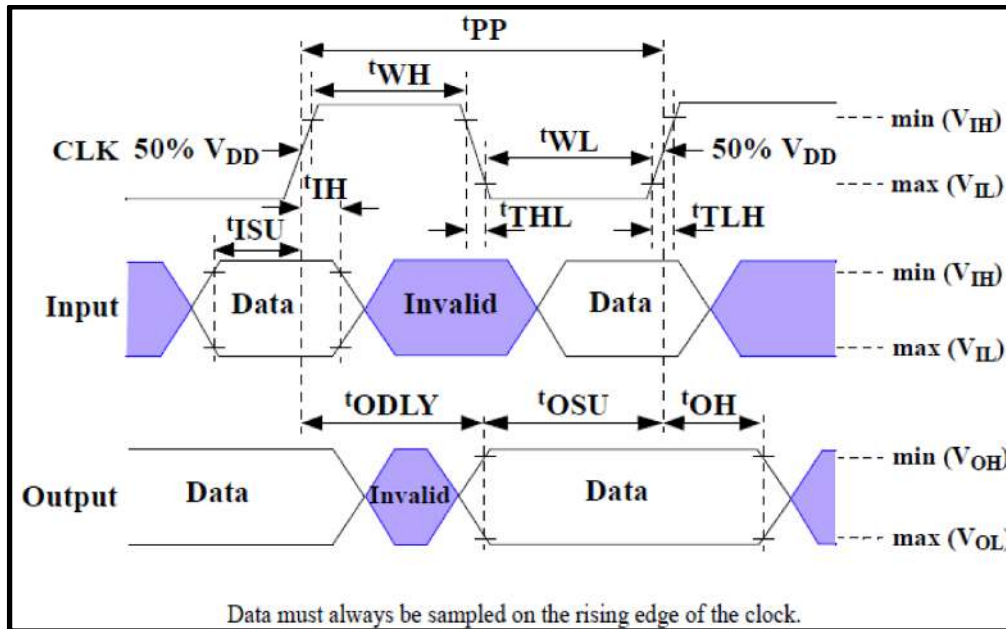 tPP
tWH
min (VIH)
CLK 50% VDD
tWL
50% VDD
tIH
max (VIL)
tISU
tTHL
tTLH
min (VIH)
Input
Data
Invalid
Data
max (VIL)
tODLY
tOSU
tOH
min (VOH)
Output
Data
Invalid
Data
max (VOL)
Data must always be sampled on the rising edge of the clock.